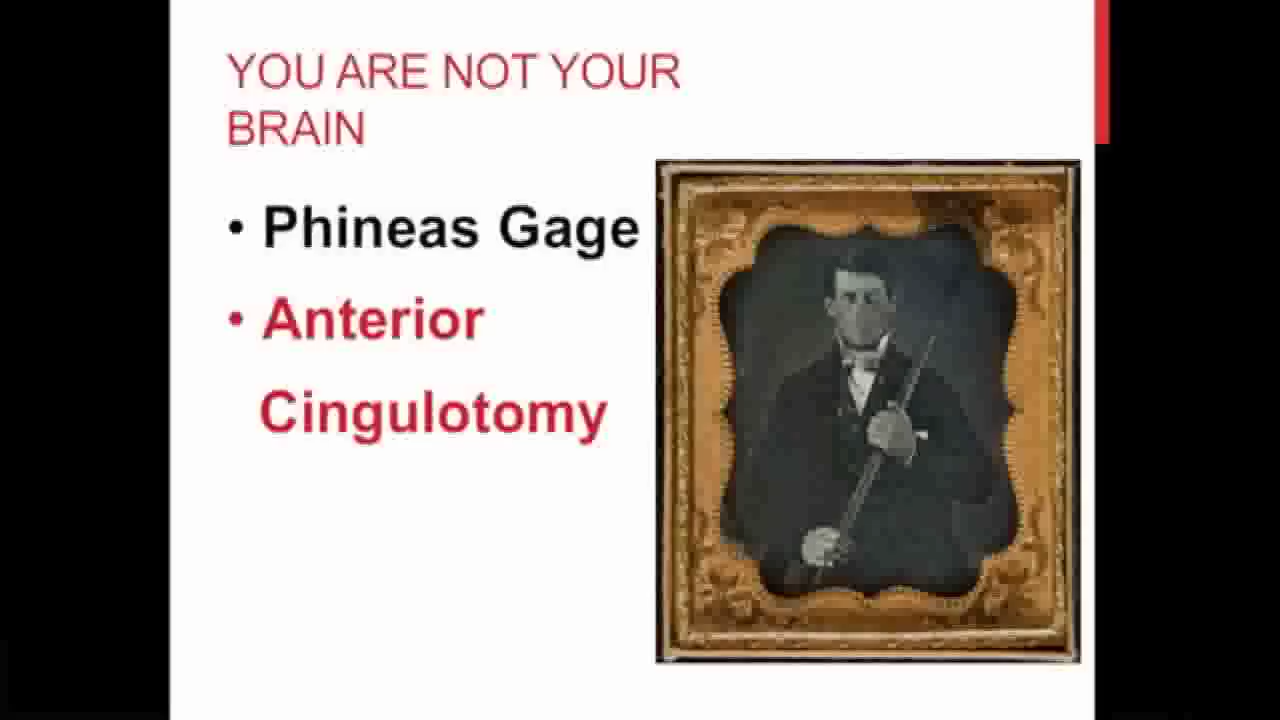 YOU ARE NOT YOUR
BRAIN
• Phineas Gage
• Anterior
Cingulotomy